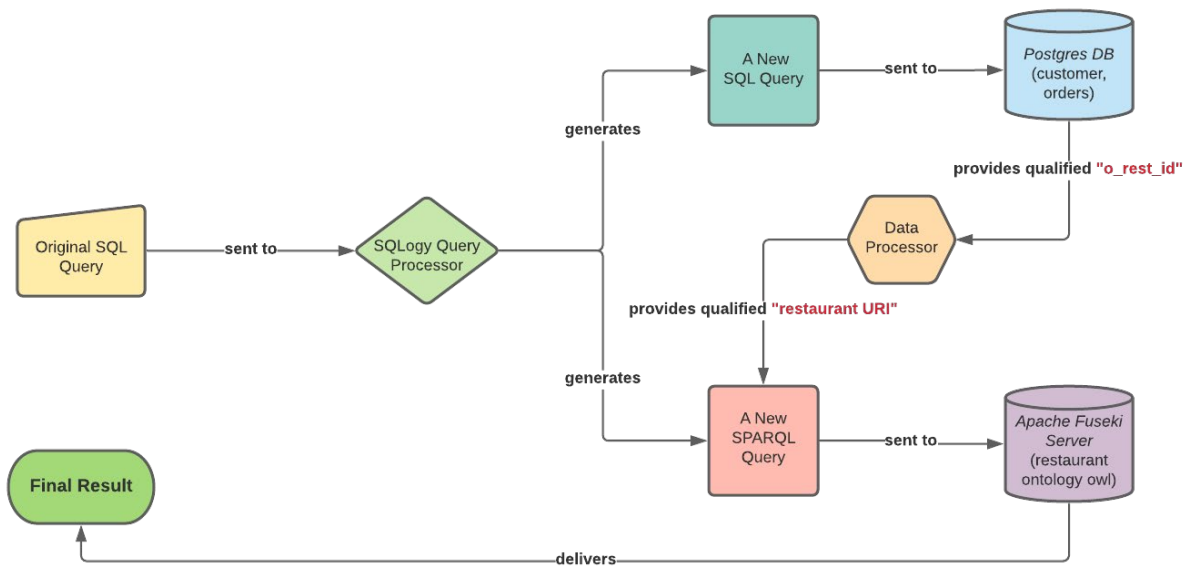 A New
SQL Query
sent to
Postgres DB
(customer,
orders)
generates
provides qualified "o_rest_id"
Original SQL
Query
sent to
SQLogy Query
Processor
Data
Processor
provides qualified "restaurant URI"
generates
A New
SPARQL
Query
sent to
Apache Fuseki
Server
(restaurant
ontology owl)
Final Result
delivers